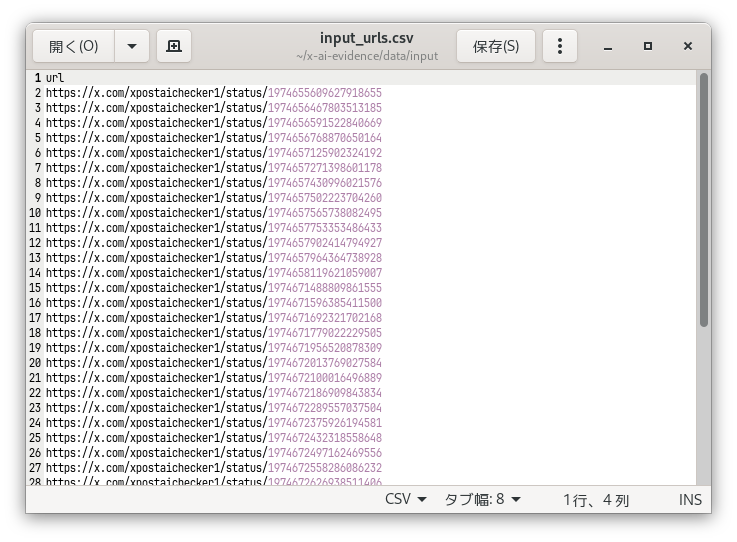 開く(O)
input_urls.csv
~/x-ai-evidence/data/input
保存(S)
1 url
2 https://x.com/xpostaichecker1/status/1974655609627918655
3 https://x.com/xpostaichecker1/status/1974656467803513185
4 https://x.com/xpostaichecker1/status/1974656591522840669
5 https://x.com/xpostaichecker1/status/1974656768870650164
6 https://x.com/xpostaichecker1/status/1974657125902324192
7 https://x.com/xpostaichecker1/status/1974657271398601178
8 https://x.com/xpostaichecker1/status/1974657430996021576
9 https://x.com/xpostaichecker1/status/1974657502223704260
10 https://x.com/xpostaichecker1/status/1974657565738082495
11 https://x.com/xpostaichecker1/status/1974657753353486433
12 https://x.com/xpostaichecker1/status/1974657902414794927
13 https://x.com/xpostaichecker1/status/1974657964364738928
14 https://x.com/xpostaichecker1/status/1974658119621059007
15 https://x.com/xpostaichecker1/status/1974671488809861555
16 https://x.com/xpostaichecker1/status/1974671596385411500
17 https://x.com/xpostaichecker1/status/1974671692321702168
18 https://x.com/xpostaichecker1/status/1974671779022229505
19 https://x.com/xpostaichecker1/status/1974671956520878309
20 https://x.com/xpostaichecker1/status/1974672013769027584
21 https://x.com/xpostaichecker1/status/1974672100016496889
22 https://x.com/xpostaichecker1/status/1974672186909843834
23 https://x.com/xpostaichecker1/status/1974672289557037504
24 https://x.com/xpostaichecker1/status/1974672375926194581
25 https://x.com/xpostaichecker1/status/1974672432318558648
26 https://x.com/xpostaichecker1/status/1974672497162469556
27 https://x.com/xpostaichecker1/status/1974672558286086232
28 https://x.com/xpostaichecker1/status/1974672626938511406
CSV タブ幅: 8 1行、4 列 INS